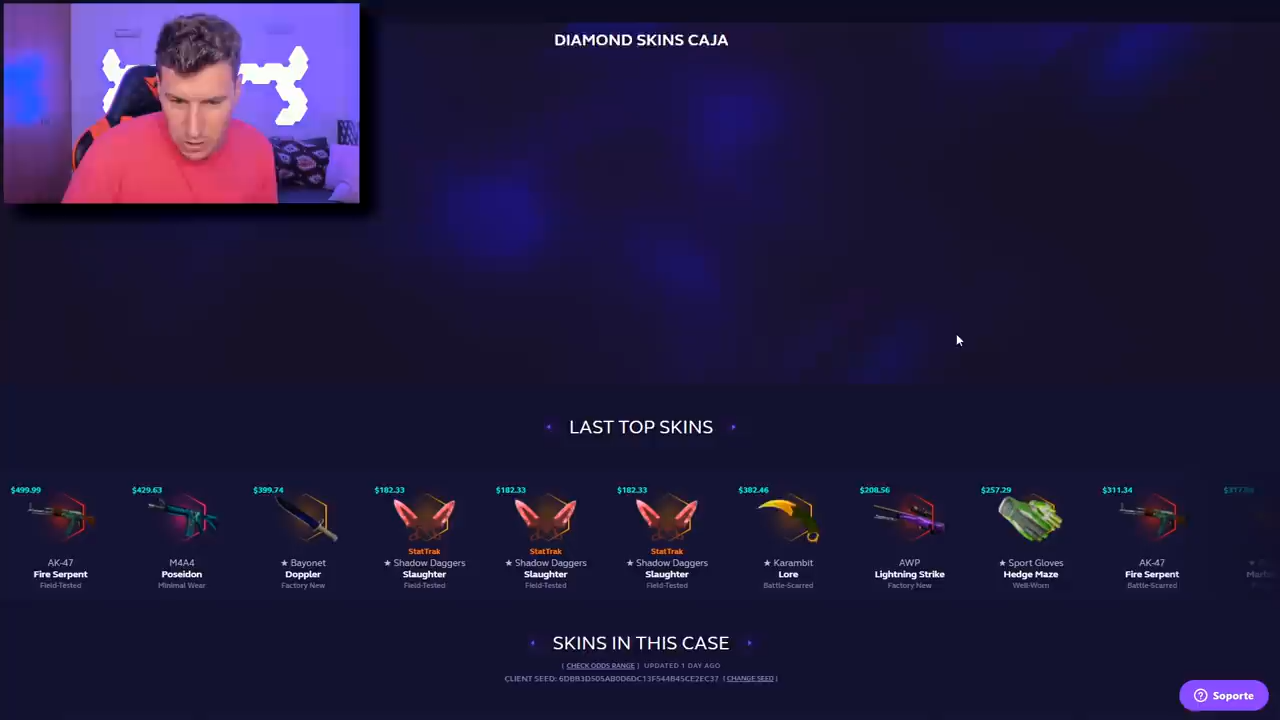 DIAMOND SKINS CAJA
LAST TOP SKINS
$499.99
$429.63
$399.74
$182.33
$182.33
$182.33
$382.46
$208.56
$257.29
$311.34
StatTrak
StatTrak
StatTrak
AK-47
M4A4
★ Bayonet
★ Shadow Daggers
★ Shadow Daggers
★ Shadow Daggers
★ Karambit
AWP
★ Sport Gloves
AK-47
Fire Serpent
Poseidon
Doppler
Slaughter
Slaughter
Slaughter
Lore
Lightning Strike
Hedge Maze
Fire Serpent
Field-Tested
Minimal Wear
Factory New
Field-Tested
Field-Tested
Field-Tested
Battle-Scarred
Factory New
Well-Worn
Battle-Scarred
SKINS IN THIS CASE
[ CHECK ODDS RANGE ] UPDATED 1 DAY AGO
CLIENT SEED: [ CHANGE SEED ]
Soporte